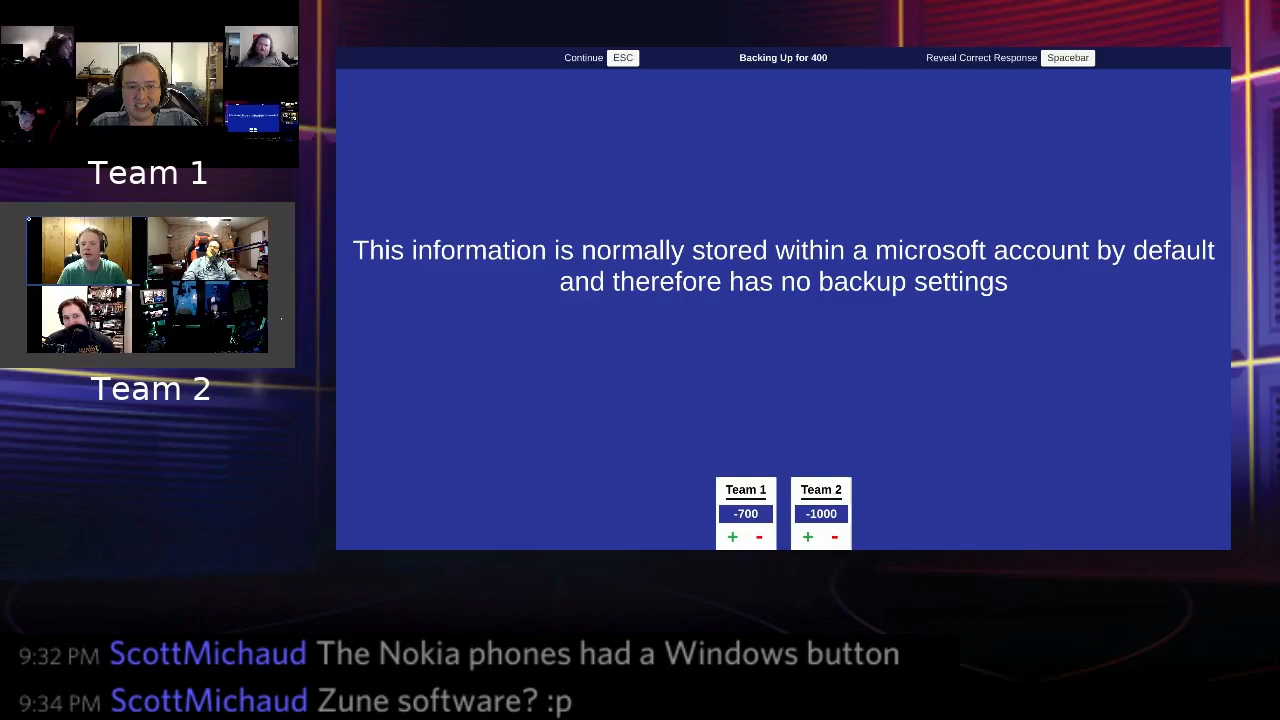 Team 1
Team 2
Continue ESC
Backing Up for 400
Reveal Correct Response Spacebar
This information is normally stored within a microsoft account by default
and therefore has no backup settings
Team 1 Team 2
-700 -1000
+ - + -
9:32 PM ScottMichaud The Nokia phones had a Windows button
9:34 PM ScottMichaud Zune software? :p